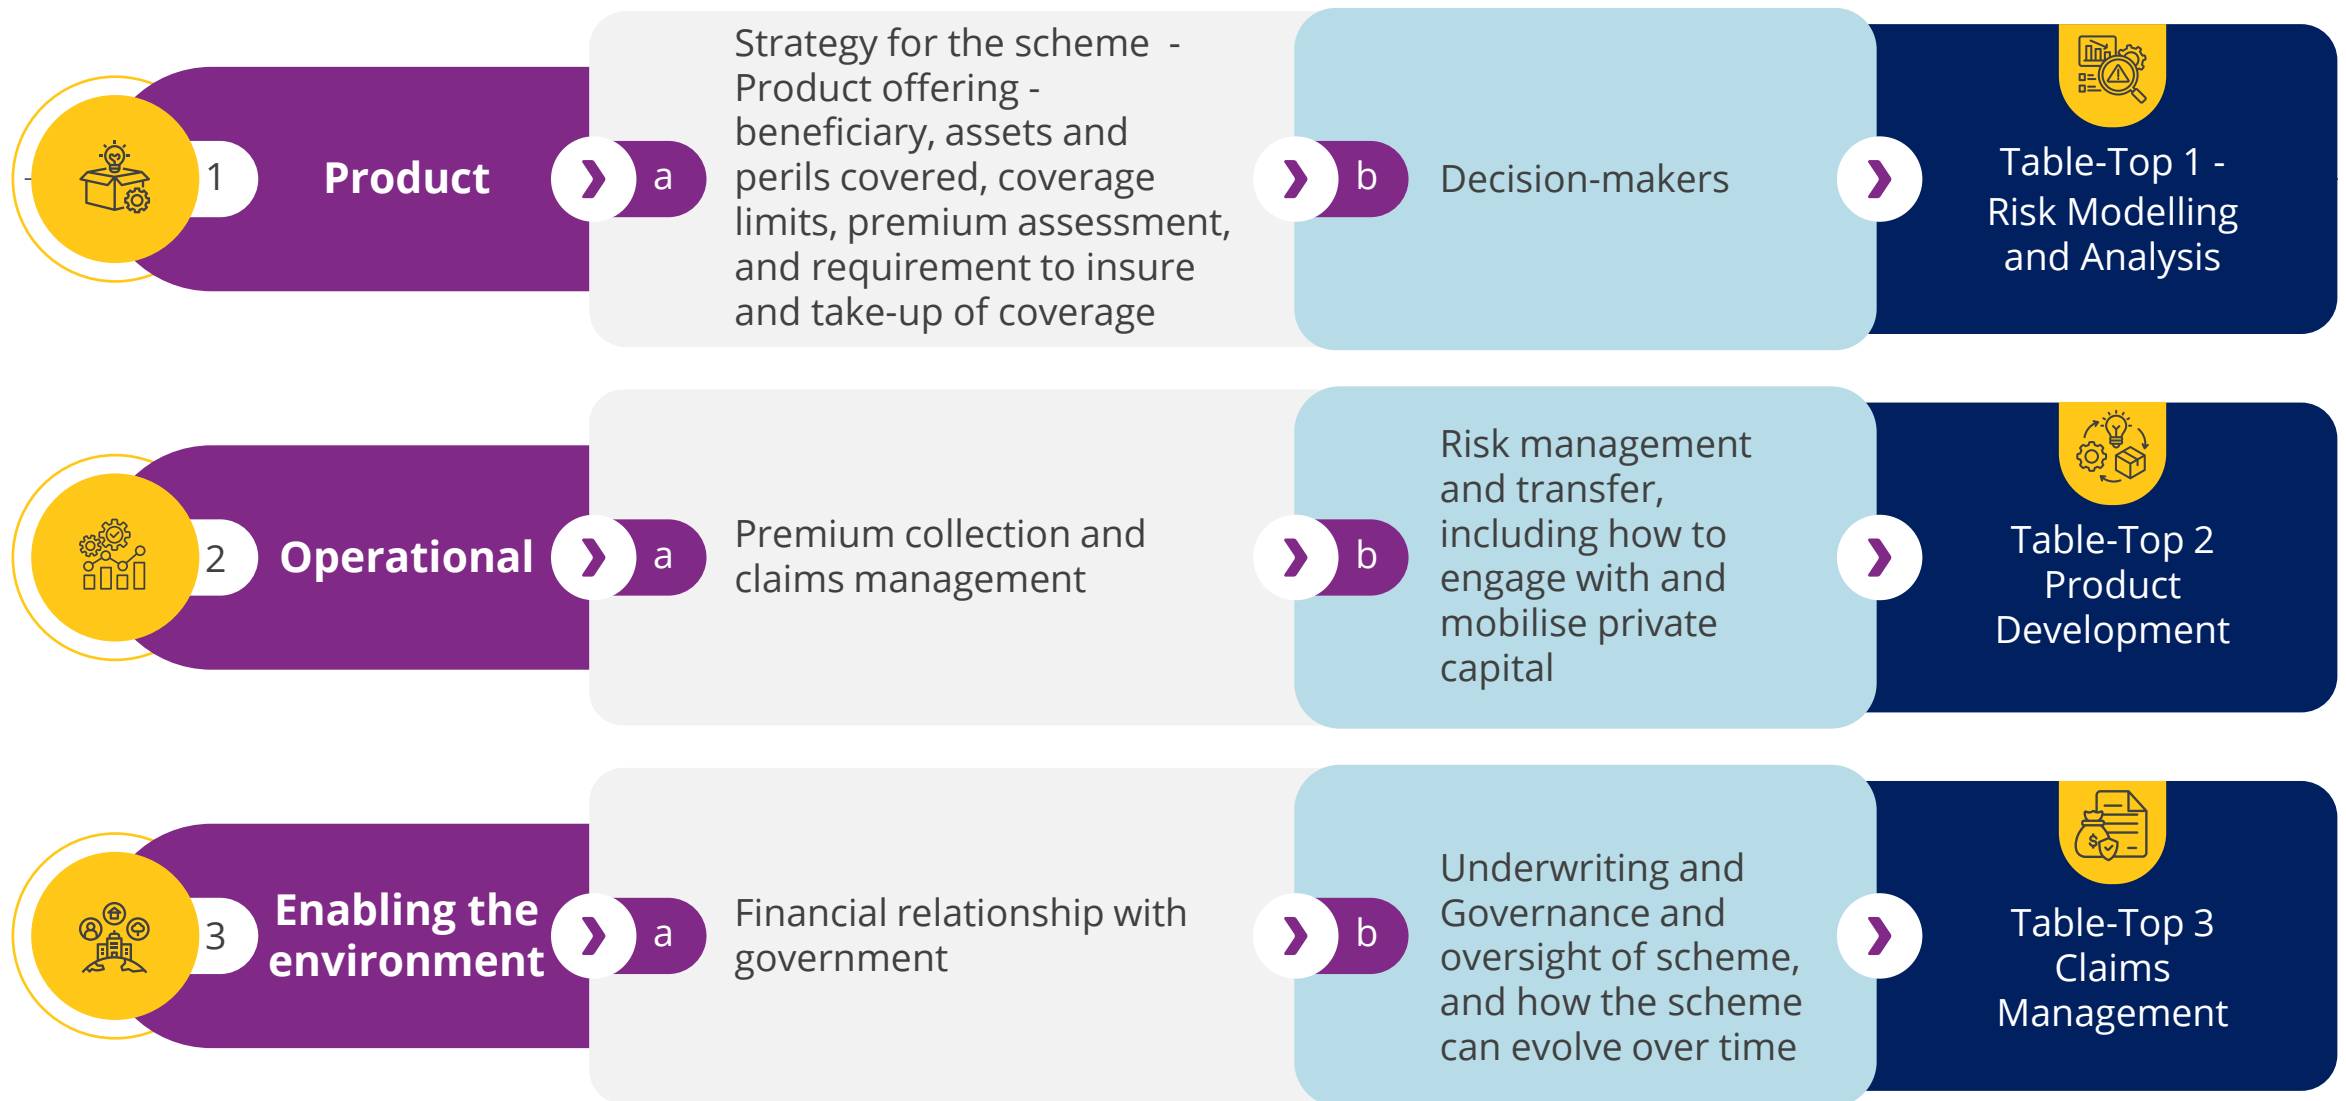 1
Product
a
Strategy for the scheme -
Product offering -
beneficiary, assets and
perils covered, coverage
limits, premium assessment,
and requirement to insure
and take-up of coverage
b
Decision-makers
Table-Top 1 -
Risk Modelling
and Analysis
2
Operational
a
Premium collection and
claims management
b
Risk management
and transfer,
including how to
engage with and
mobilise private
capital
Table-Top 2
Product
Development
3
Enabling the
environment
a
Financial relationship with
government
b
Underwriting and
Governance and
oversight of scheme,
and how the scheme
can evolve over time
$
Table-Top 3
Claims
Management